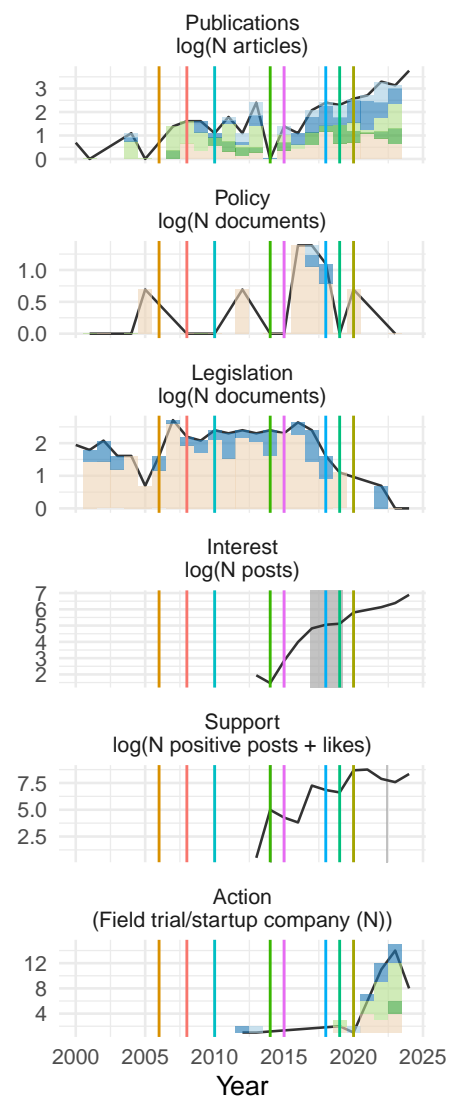 Publications
log(N articles)
3
2
1
0
Policy
log(N documents)
1.0
0.5
0.0
Legislation
log(N documents)
2
1
0
Interest
log(N posts)
7
6
5
4
3
2
Support
log(N positive posts + likes)
7.5
5.0
2.5
Action
(Field trial/startup company (N))
12
8
4
2000 2005 2010 2015 2020 2025
Year